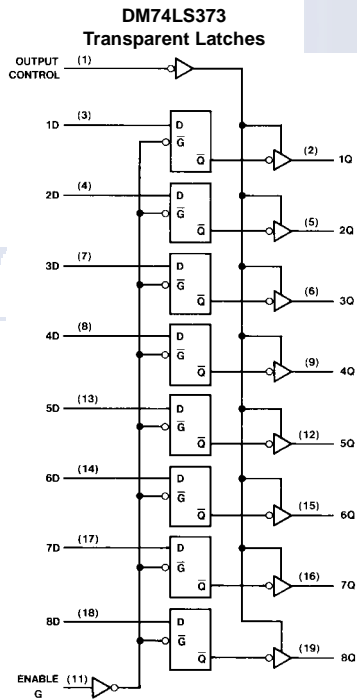 DM74LS373
Transparent Latches
OUTPUT
CONTROL
(1)
1D (3) D G Q (2) 1Q
2D (4) D G Q (5) 2Q
3D (7) D G Q (6) 3Q
4D (8) D G Q (9) 4Q
5D (13) D G Q (12) 5Q
6D (14) D G Q (15) 6Q
7D (17) D G Q (16) 7Q
8D (18) D G Q (19) 8Q
ENABLE
G
(11)